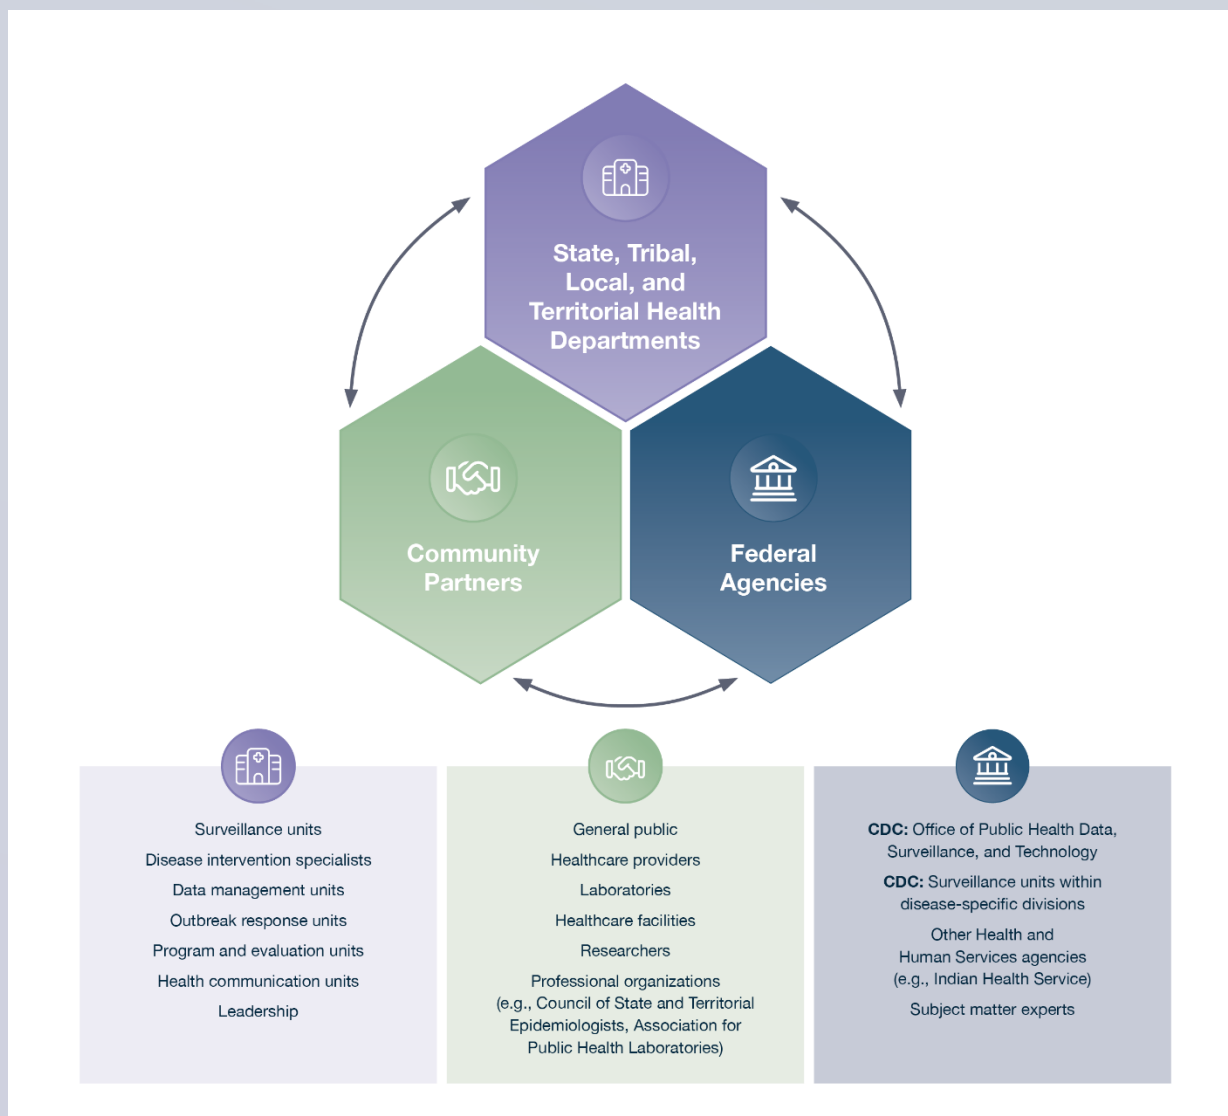 State, Tribal,
Local, and
Territorial Health
Departments
Community
Partners
Federal
Agencies
Surveillance units
Disease intervention specialists
Data management units
Outbreak response units
Program and evaluation units
Health communication units
Leadership
General public
Healthcare providers
Laboratories
Healthcare facilities
Researchers
Professional organizations
(e.g., Council of State and Territorial
Epidemiologists, Association for
Public Health Laboratories)
CDC: Office of Public Health Data,
Surveillance, and Technology
CDC: Surveillance units within
disease-specific divisions
Other Health and
Human Services agencies
(e.g., Indian Health Service)
Subject matter experts